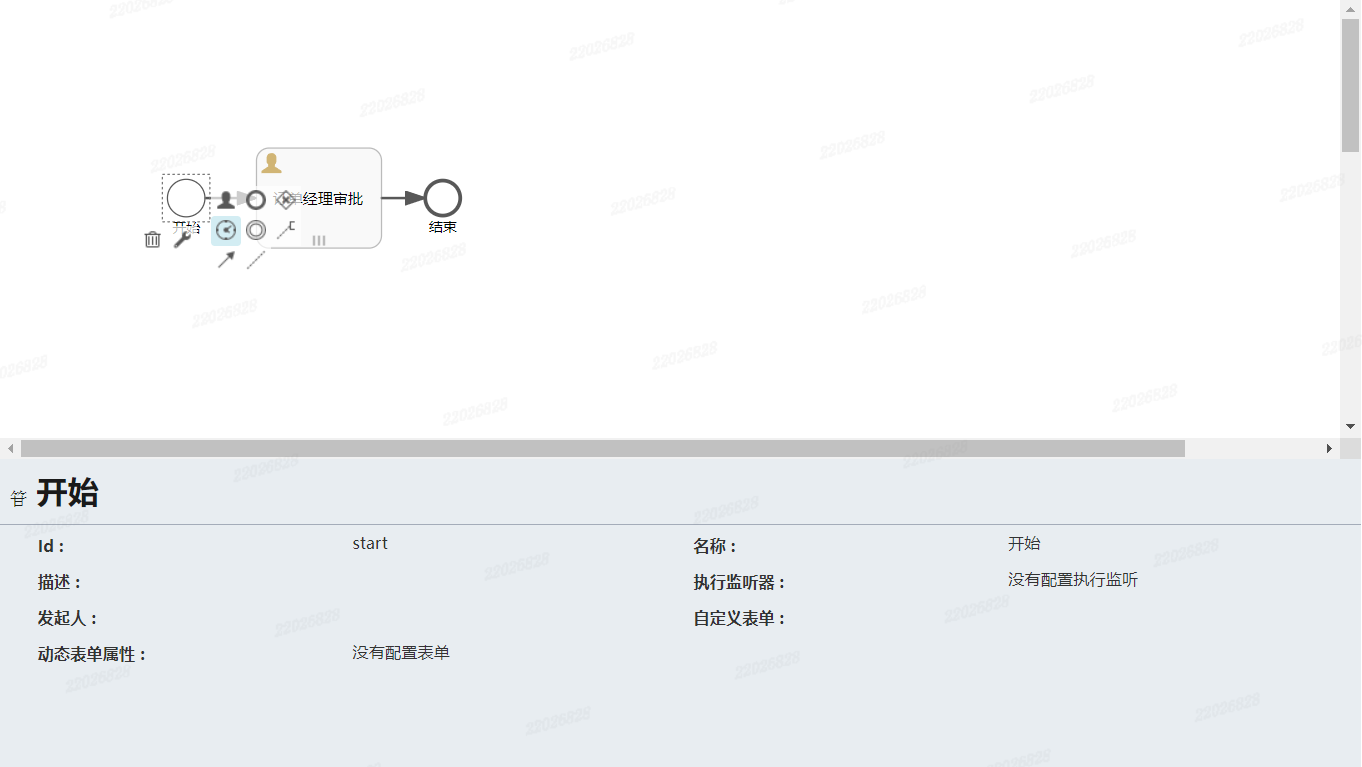 经理审批
开始
结束
开始
Id：
start
名称：
开始
描述：
执行监听器：
没有配置执行监听
发起人：
自定义表单：
动态表单属性：
没有配置表单
22026828